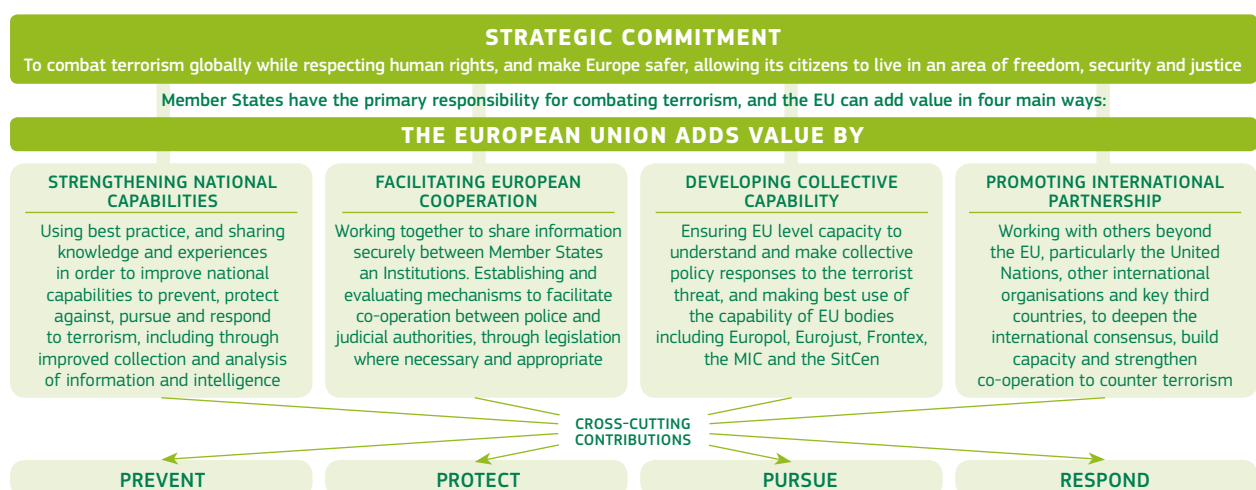 STRATEGIC COMMITMENT
To combat terrorism globally while respecting human rights, and make Europe safer, allowing its citizens to live in an area of freedom, security and justice
Member States have the primary responsibility for combating terrorism, and the EU can add value in four main ways:
THE EUROPEAN UNION ADDS VALUE BY
STRENGTHENING NATIONAL
CAPABILITIES
Using best practice, and sharing
knowledge and experiences
in order to improve national
capabilities to prevent, protect
against, pursue and respond
to terrorism, including through
improved collection and analysis
of information and intelligence
FACILITATING EUROPEAN
COOPERATION
Working together to share information
securely between Member States
an Institutions. Establishing and
evaluating mechanisms to facilitate
co-operation between police and
judicial authorities, through legislation
where necessary and appropriate
DEVELOPING COLLECTIVE
CAPABILITY
Ensuring EU level capacity to
understand and make collective
policy responses to the terrorist
threat, and making best use of
the capability of EU bodies
including Europol, Eurojust, Frontex,
the MIC and the SitCen
PROMOTING INTERNATIONAL
PARTNERSHIP
Working with others beyond
the EU, particularly the United
Nations, other international
organisations and key third
countries, to deepen the
international consensus, build
capacity and strengthen
co-operation to counter terrorism
CROSS-CUTTING
CONTRIBUTIONS
PREVENT
PROTECT
PURSUE
RESPOND